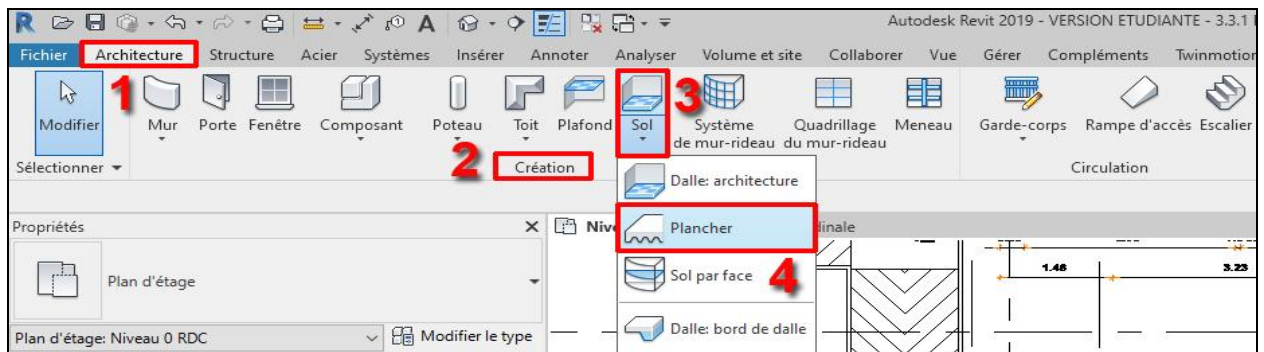 Autodesk Revit 2019 - VERSION ETUDIANTE - 3.3.1
Fichier Architecture Structure Acier Systèmes Insérer Annoter Analyser Volume et site Collaborer Vue Gérer Compléments Twinmotion
1 3
Modifier Mur Porte Fenêtre Composant Poteau Toit Plafond Sol Système de mur-rideau Quadrillage du mur-rideau Meneau Garde-corps Rampe d'accès Escalier
Sélectionner 2 Création Circulation
Dalle: architecture
Propriétés
Plancher
Plan d'étage
Sol par face 4
1.46 3.23
Plan d'étage: Niveau 0 RDC Modifier le type
Dalle: bord de dalle